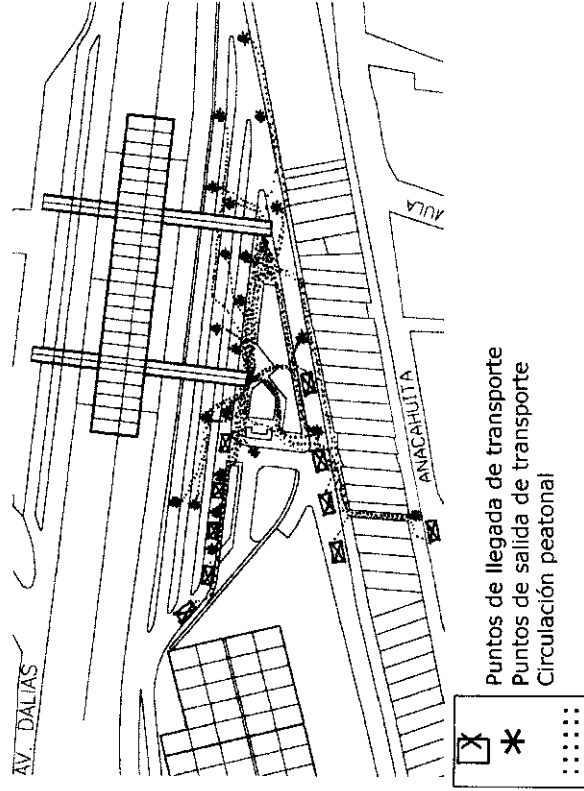 AV. DALIAS
AULA
ANACAHUITA
Puntos de llegada de transporte
Puntos de salida de transporte
Circulación peatonal